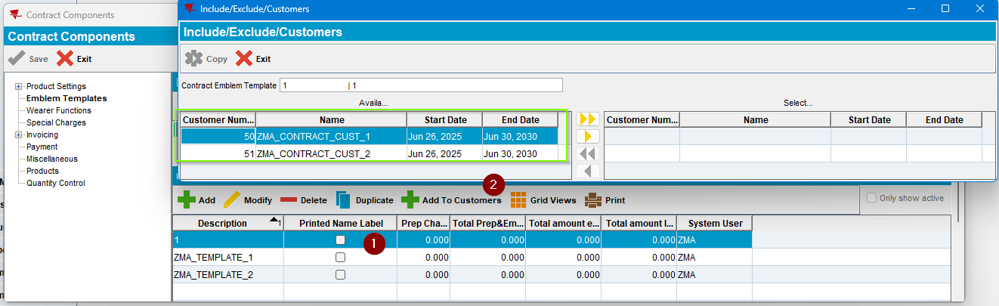 Contract Components
Contract Components
Save Exit
Product Settings
Emblem Templates
Wearer Functions
Special Charges
Invoicing
Payment
Miscellaneous
Products
Quantity Control
Include/Exclude/Customers
Include/Exclude/Customers
Copy Exit
Contract Emblem Template 1 | 1
Availa... Select...
Customer Num... Name Start Date End Date Customer Num... Name Start Date End Date
50 ZMA_CONTRACT_CUST_1 Jun 26, 2025 Jun 30, 2030
51 ZMA_CONTRACT_CUST_2 Jun 26, 2025 Jun 30, 2030
2
Add Modify Delete Duplicate Add To Customers Grid Views Print Only show active
Description 1 Printed Name Label Prep Cha... Total Prep&Em... Total amount e... Total amount l... System User
1 1 0.000 0.000 0.000 0.000 ZMA
ZMA_TEMPLATE_1 0.000 0.000 0.000 0.000 ZMA
ZMA_TEMPLATE_2 0.000 0.000 0.000 0.000 ZMA